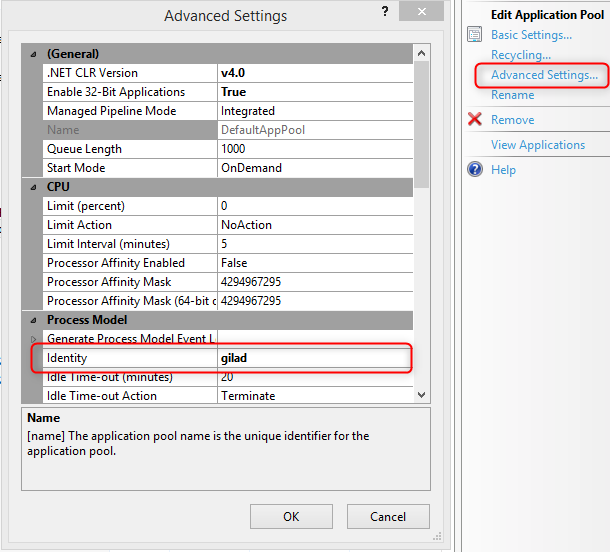 Advanced Settings
?
(General)
.NET CLR Version v4.0
Enable 32-Bit Applications True
Managed Pipeline Mode Integrated
Name DefaultAppPool
Queue Length 1000
Start Mode OnDemand
CPU
Limit (percent) 0
Limit Action NoAction
Limit Interval (minutes) 5
Processor Affinity Enabled False
Processor Affinity Mask 4294967295
Processor Affinity Mask (64-bit o 4294967295
Process Model
Generate Process Model Event L
Identity gilad
Idle Time-out (minutes) 20
Idle Time-out Action Terminate
Name
[name] The application pool name is the unique identifier for the
application pool.
OK Cancel
Edit Application Pool
Basic Settings...
Recycling...
Advanced Settings...
Rename
Remove
View Applications
Help